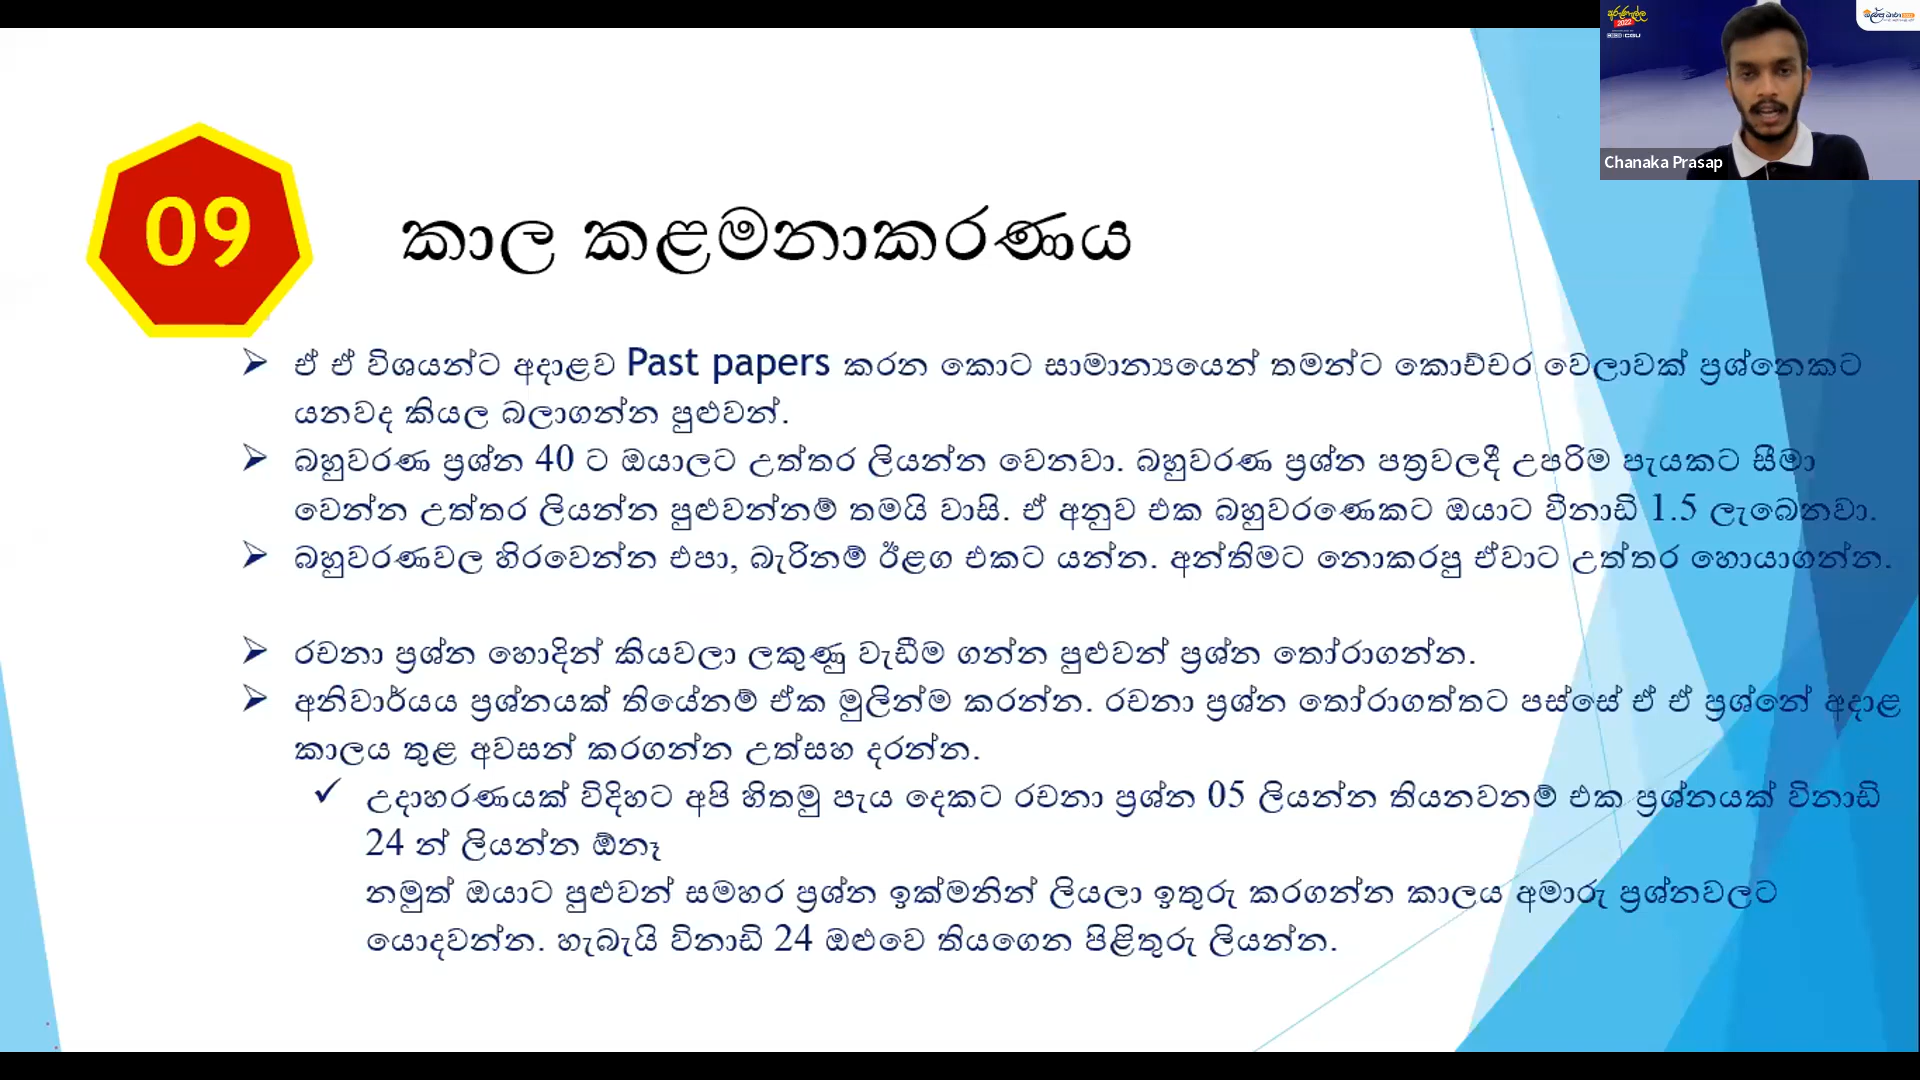 අරුණැල්ල
2022
Chanaka Prasap
09
කාල කළමනාකරණය
ඒ ඒ විශයන්ට අදාළව Past papers කරන කොට සාමාන්‍යයෙන් තමන්ට කොච්චර වෙලාවක් ප්‍රශ්නෙකට
යනවද කියල බලාගන්න පුළුවන්.
බහුවරණ ප්‍රශ්න 40 ට ඔයාලට උත්තර ලියන්න වෙනවා. බහුවරණ ප්‍රශ්න පත්‍රවලදී උපරිම පැයකට සීමා
වෙන්න උත්තර ලියන්න පුළුවන්නම් තමයි වාසි. ඒ අනුව එක බහුවරණෙකට ඔයාට විනාඩි 1.5 ලැබෙනවා.
බහුවරණවල හිරවෙන්න එපා, බැරිනම් ඊළග එකට යන්න. අන්තිමට නොකරපු ඒවාට උත්තර හොයාගන්න.
රචනා ප්‍රශ්න හොදින් කියවලා ලකුණු වැඩීම ගන්න පුළුවන් ප්‍රශ්න තෝරාගන්න.
අනිවාර්යය ප්‍රශ්නයක් තියේනම් ඒක මුලින්ම කරන්න. රචනා ප්‍රශ්න තෝරාගත්තට පස්සේ ඒ ඒ ප්‍රශ්නේ අදාළ
කාලය තුළ අවසන් කරගන්න උත්සහ දරන්න.
✓ උදාහරණයක් විදිහට අපි හිතමු පැය දෙකට රචනා ප්‍රශ්න 05 ලියන්න තියනවනම් එක ප්‍රශ්නයක් විනාඩි
24 න් ලියන්න ඕනෑ
නමුත් ඔයාට පුළුවන් සමහර ප්‍රශ්න ඉක්මනින් ලියලා ඉතුරු කරගන්න කාලය අමාරු ප්‍රශ්නවලට
යොදවන්න. හැබැයි විනාඩි 24 ඔළුවෙ තියගෙන පිළිතුරු ලියන්න.